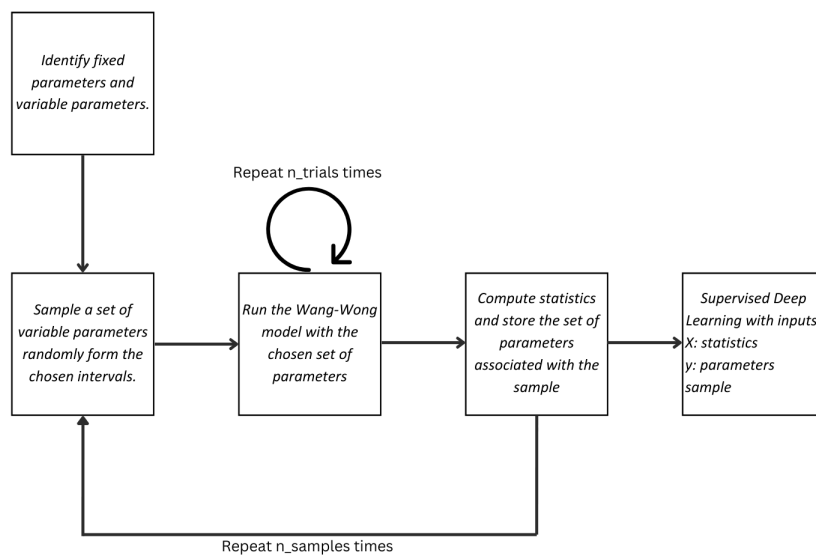 Identify fixed
parameters and
variable parameters.
Repeat n_trials times
Sample a set of
variable parameters
randomly form the
chosen intervals.
Run the Wang-Wong
model with the
chosen set of
parameters
Compute statistics
and store the set of
parameters
associated with the
sample
Supervised Deep
Learning with inputs
X: statistics
y: parameters
sample
Repeat n_samples times